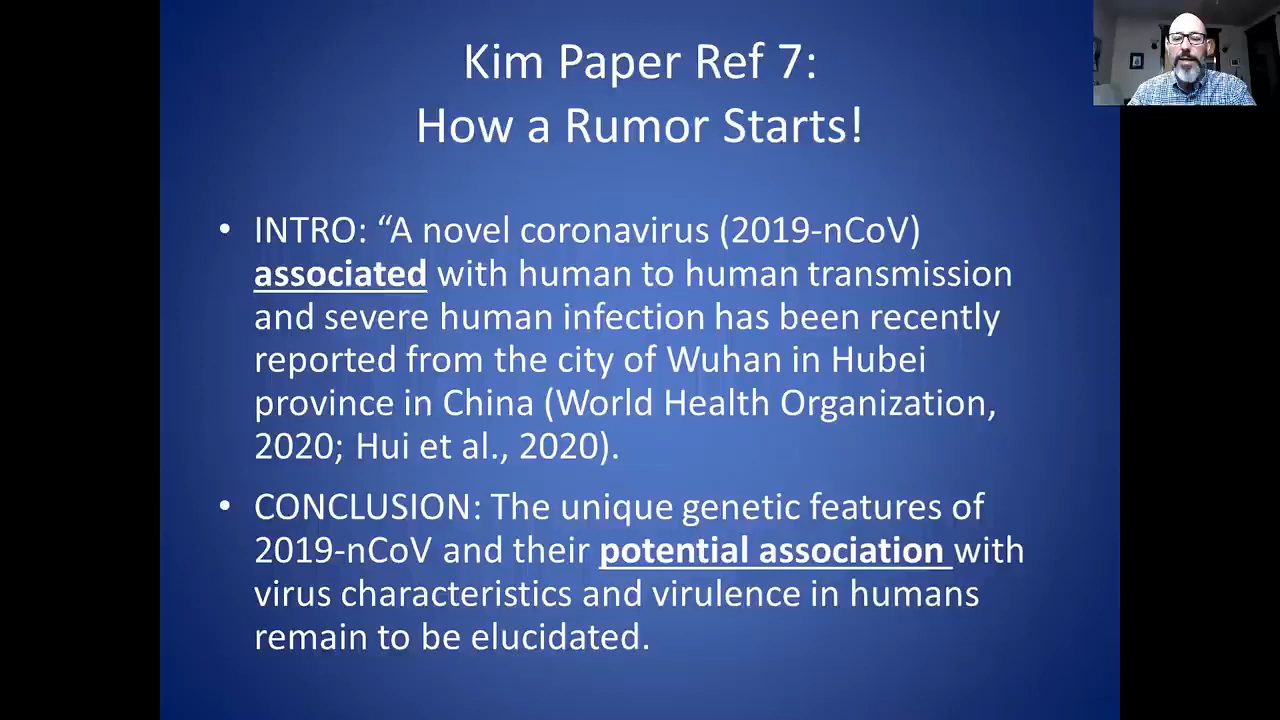 Kim Paper Ref 7:
How a Rumor Starts!
• INTRO: “A novel coronavirus (2019-nCoV)
associated with human to human transmission
and severe human infection has been recently
reported from the city of Wuhan in Hubei
province in China (World Health Organization,
2020; Hui et al., 2020).
• CONCLUSION: The unique genetic features of
2019-nCoV and their potential association with
virus characteristics and virulence in humans
remain to be elucidated.